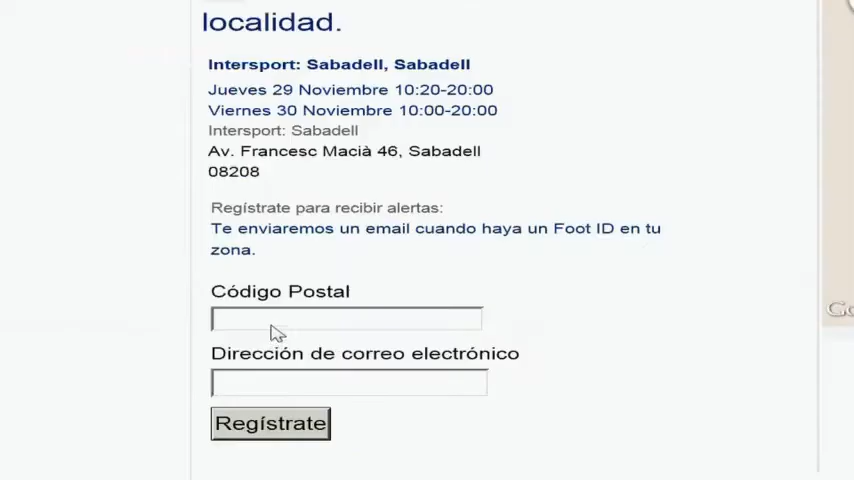 localidad.
Intersport: Sabadell, Sabadell
Jueves 29 Noviembre 10:20-20:00
Viernes 30 Noviembre 10:00-20:00
Intersport: Sabadell
Av. Francesc Macià 46, Sabadell
08208
Regístrate para recibir alertas:
Te enviaremos un email cuando haya un Foot ID en tu
zona.
Código Postal
Dirección de correo electrónico
Regístrate